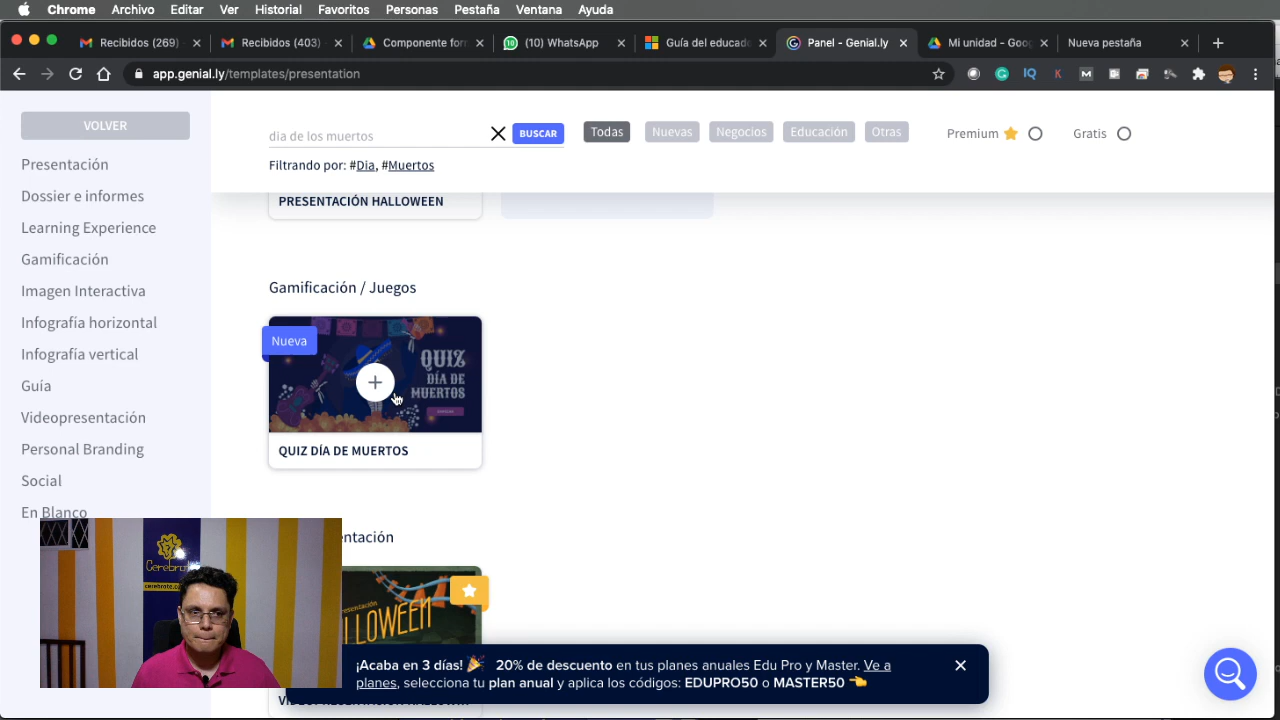 Chrome Archivo Editar Ver Historial Favoritos Personas Pestaña Ventana Ayuda
Recibidos (269) Recibidos (403) Componente for (10) WhatsApp Guía del educado Panel - Genial.ly Mi unidad - Goo Nueva pestaña
app.genial.ly/templates/presentation
VOLVER
Presentación
Dossier e informes
Learning Experience
Gamificación
Imagen Interactiva
Infografía horizontal
Infografía vertical
Guía
Videopresentación
Personal Branding
Social
En Blanco
dia de los muertos BUSCAR Todas Nuevas Negocios Educación Otras Premium Gratis
Filtrando por: #Dia, #Muertos
PRESENTACIÓN HALLOWEEN
Gamificación / Juegos
Nueva
QUIZ
DÍA DE
MUERTOS
QUIZ DÍA DE MUERTOS
entación
Cerebrote
¡Acaba en 3 días! 20% de descuento en tus planes anuales Edu Pro y Master. Ve a
planes, selecciona tu plan anual y aplica los códigos: EDUPRO50 o MASTER50